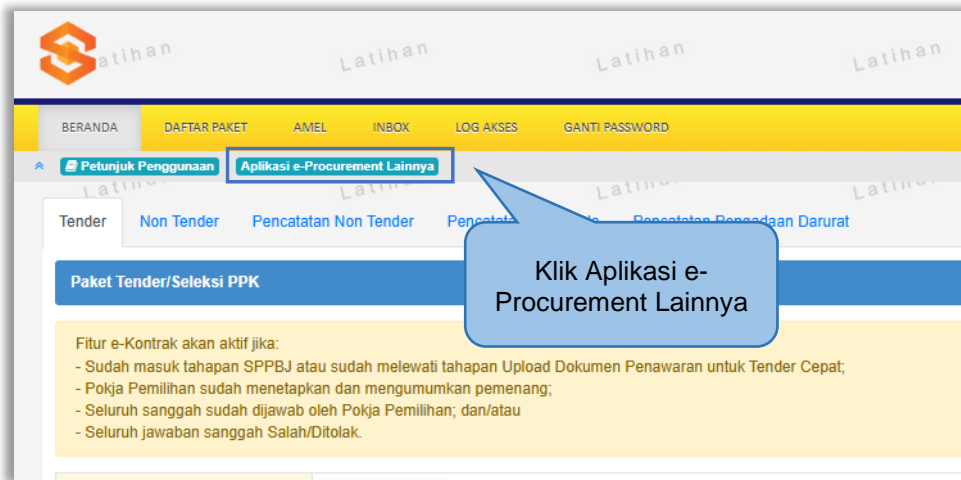 Latihan Latihan Latihan
BERANDA DAFTAR PAKET AMEL INBOX LOG AKSES GANTI PASSWORD
Petunjuk Penggunaan Aplikasi e-Procurement Lainnya
Tender Non Tender Pencatatan Non Tender Pengadaan Darurat
Klik Aplikasi e-
Procurement Lainnya
Paket Tender/Seleksi PPK
Fitur e-Kontrak akan aktif jika:
- Sudah masuk tahapan SPPBJ atau sudah melewati tahapan Upload Dokumen Penawaran untuk Tender Cepat;
- Pokja Pemilihan sudah menetapkan dan mengumumkan pemenang;
- Seluruh sanggah sudah dijawab oleh Pokja Pemilihan; dan/atau
- Seluruh jawaban sanggah Salah/Ditolak.